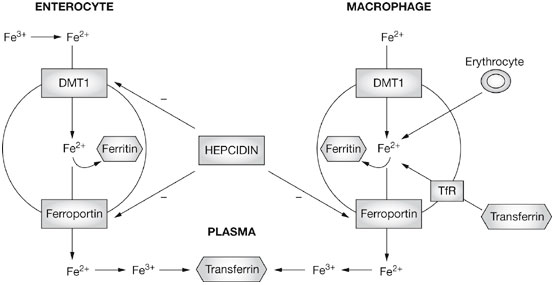 ENTEROCYTE
MACROPHAGE
Fe³⁺ Fe²⁺
Fe²⁺
Erythrocyte
DMT1
DMT1
–
Fe²⁺
Ferritin
HEPCIDIN
Ferritin
Fe²⁺
TfR
–
–
Ferroportin
Ferroportin
Transferrin
PLASMA
Fe²⁺ Fe³⁺ Transferrin Fe³⁺ Fe²⁺